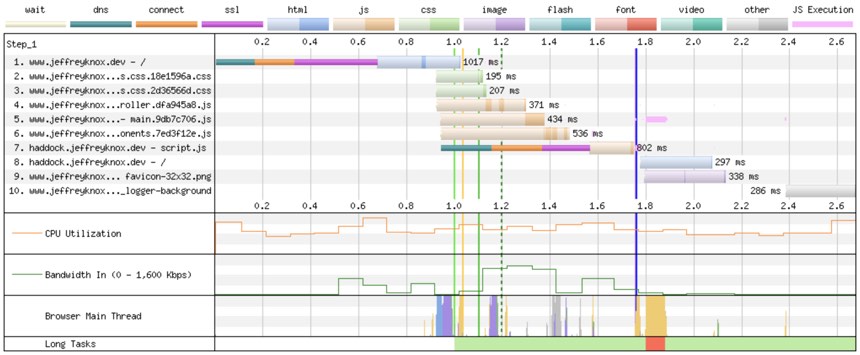 wait dns connect ssl html js css image flash font video other JS Execution
Step_1 0.2 0.4 0.6 0.8 1.0 1.2 1.4 1.6 1.8 2.0 2.2 2.4 2.6
1. www.jeffreyknox.dev - / 1017 ms
2. www.jeffreyknox...s.css.18e1596a.css 195 ms
3. www.jeffreyknox...s.css.2d36566d.css 207 ms
4. www.jeffreyknox...roller.dfa945a8.js 371 ms
5. www.jeffreyknox...- main.9db7c706.js 434 ms
6. www.jeffreyknox...onents.7ed3f12e.js 536 ms
7. haddock.jeffreyknox.dev - script.js 802 ms
8. haddock.jeffreyknox.dev - / 297 ms
9. www.jeffreyknox... favicon-32x32.png 338 ms
10. www.jeffreyknox..._logger-background 286 ms
0.2 0.4 0.6 0.8 1.0 1.2 1.4 1.6 1.8 2.0 2.2 2.4 2.6
CPU Utilization
Bandwidth In (0 - 1,600 Kbps)
Browser Main Thread
Long Tasks